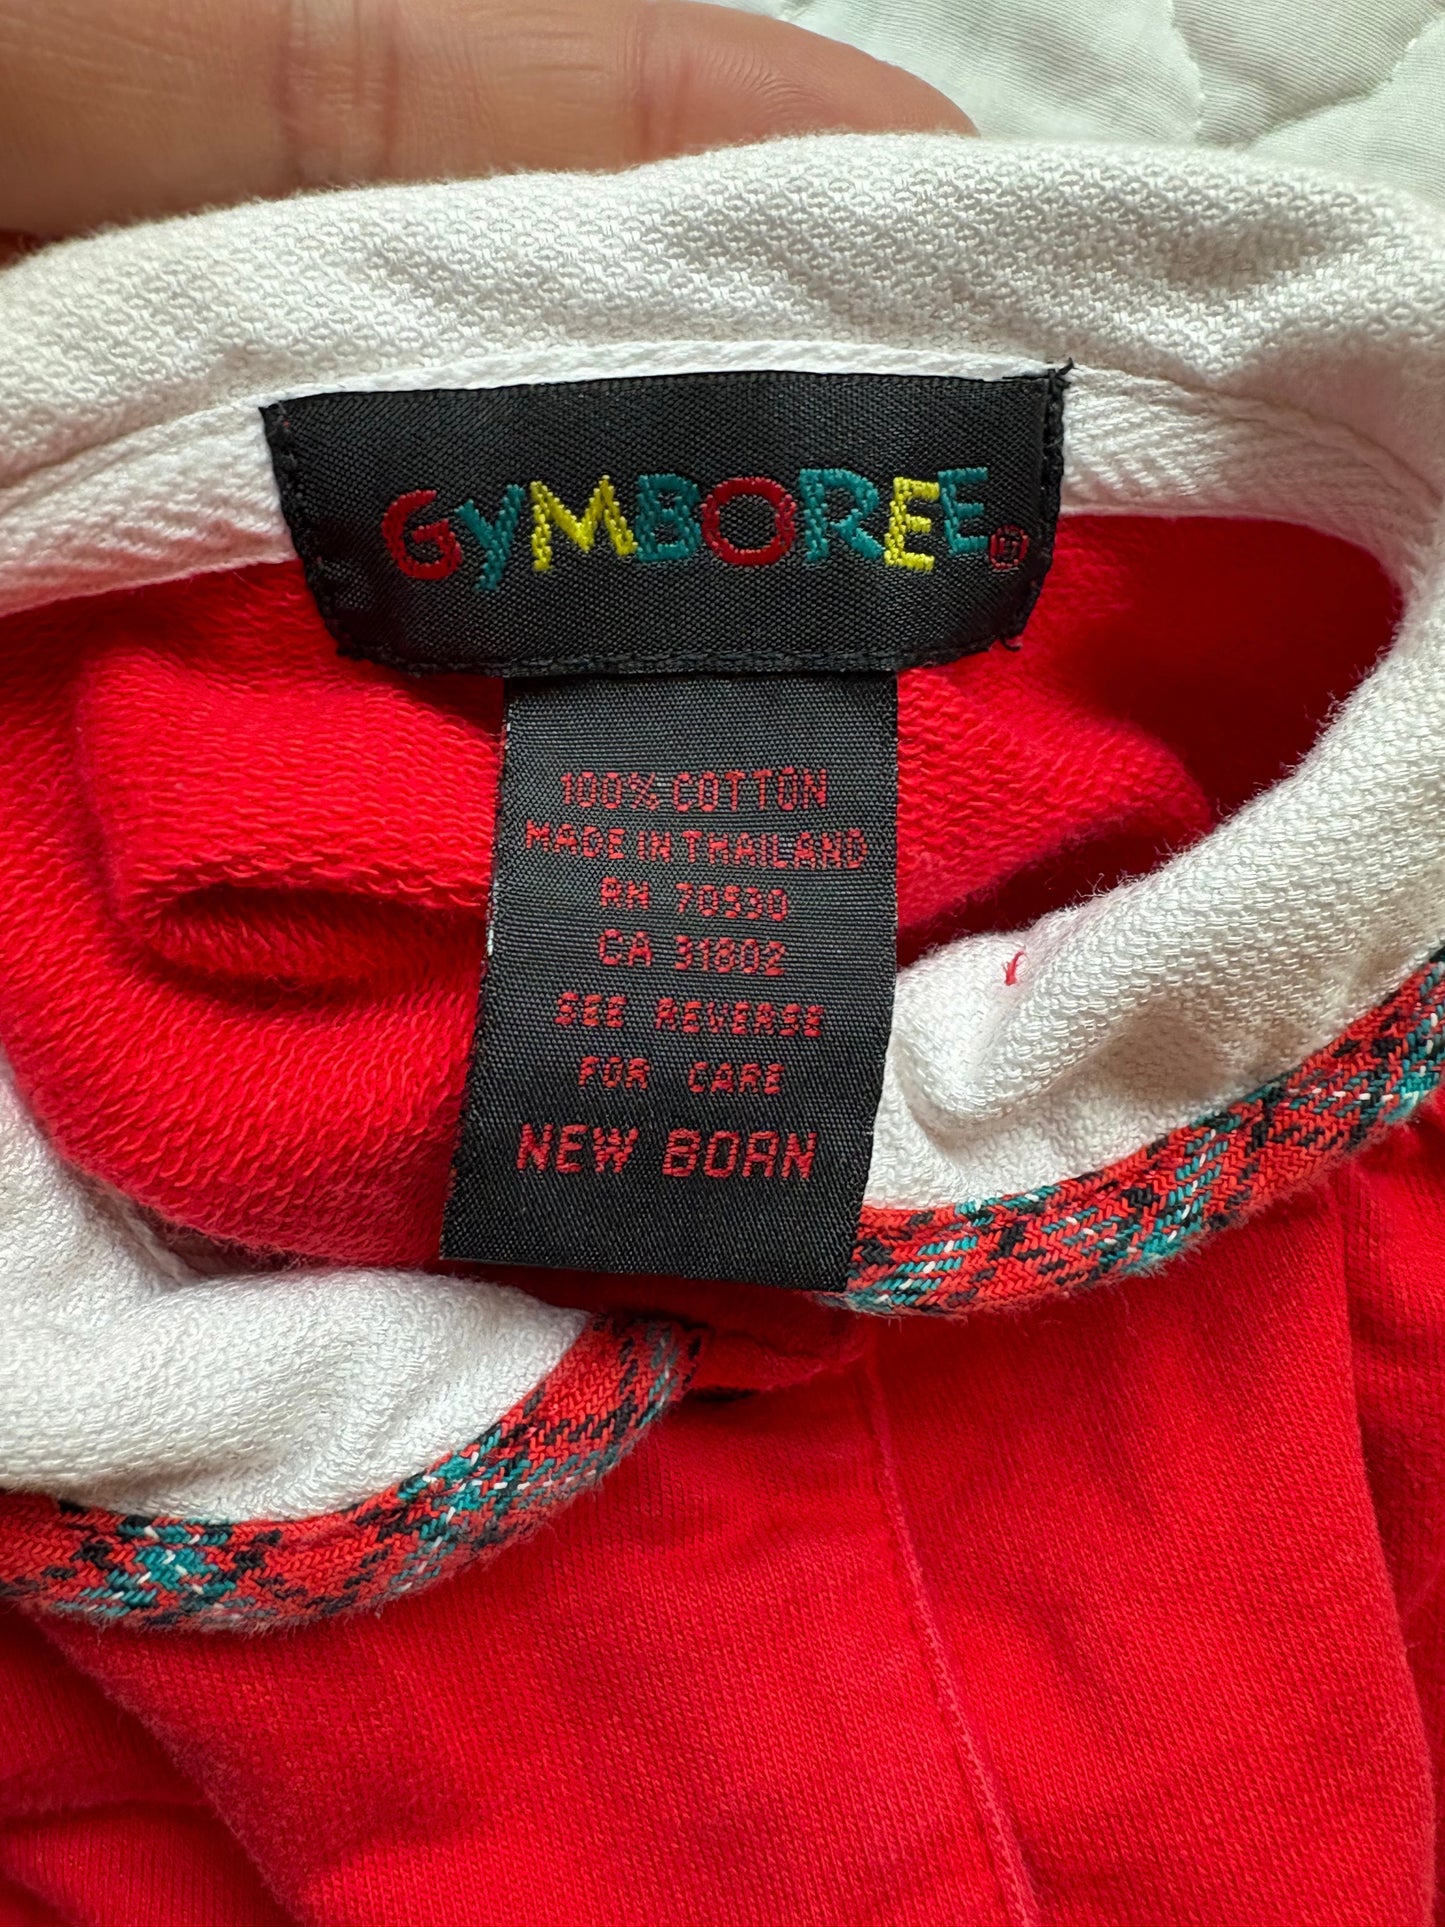 GYMBOREE®
100% COTTON
MADE IN THAILAND
RN 70530
CA 31802
SEE REVERSE
FOR CARE
NEW BORN